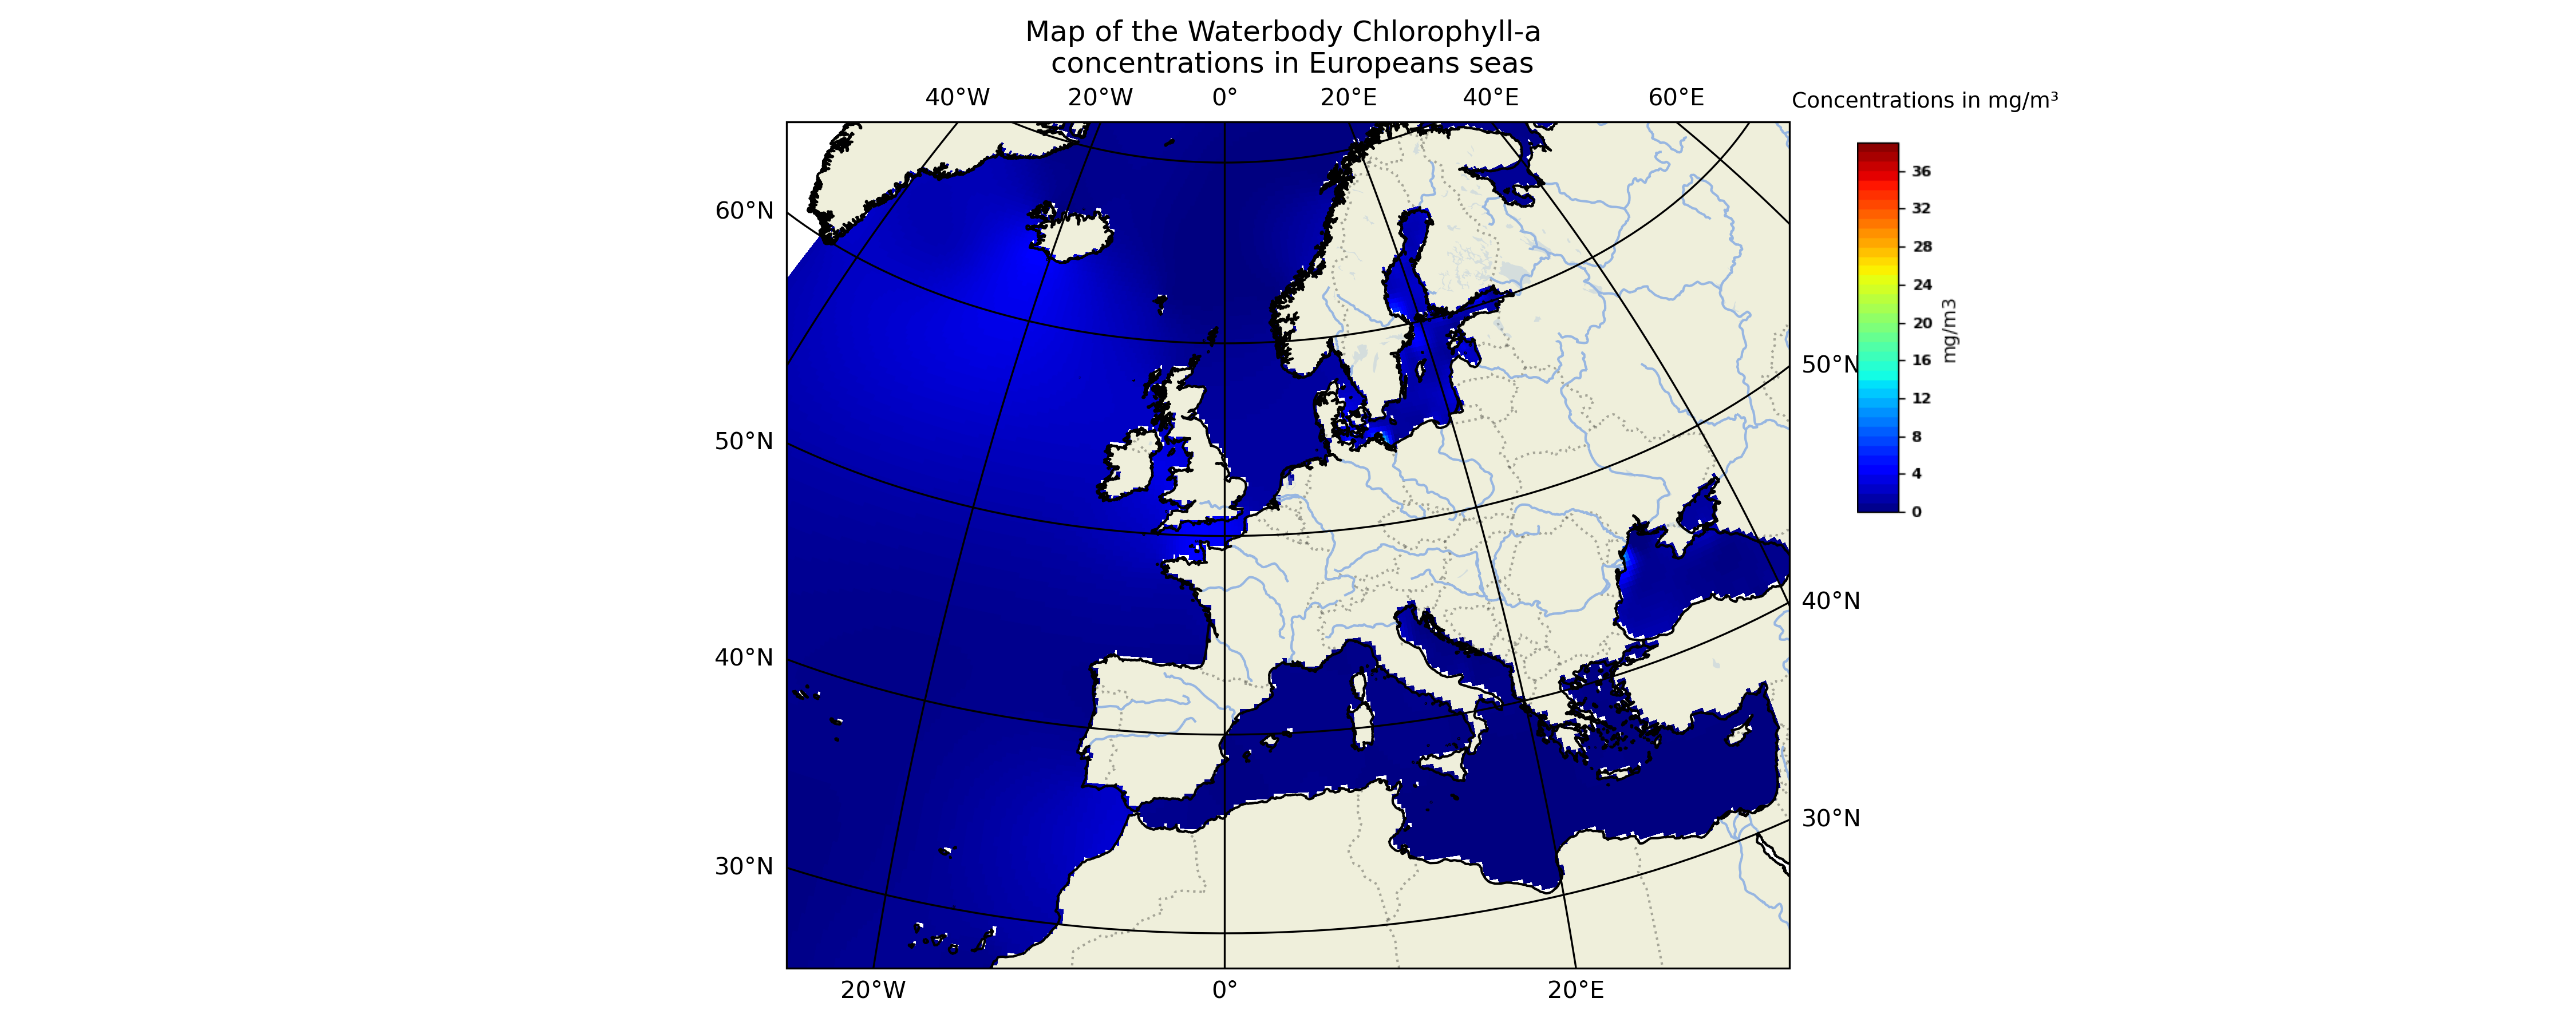 Map of the Waterbody Chlorophyll-a
concentrations in Europeans seas
40°W 20°W 0° 20°E 40°E 60°E
Concentrations in mg/m³
60°N
50°N
40°N
30°N
50°N
40°N
30°N
20°W 0° 20°E
36
32
28
24
20
16
12
8
4
0
mg/m3